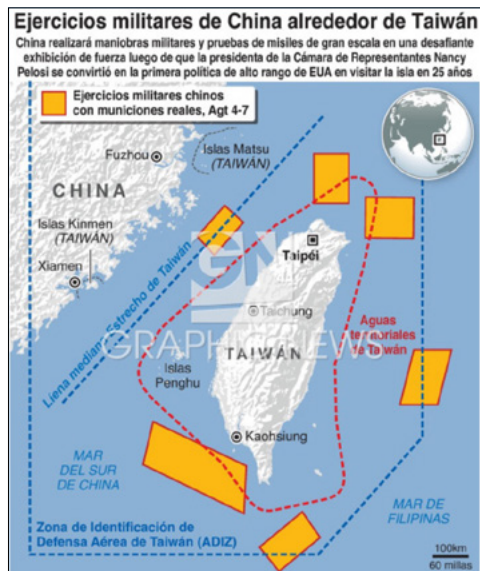 Ejercicios militares de China alrededor de Taiwán
China realizará maniobras militares y pruebas de misiles de gran escala en una desafiante
exhibición de fuerza luego de que la presidenta de la Cámara de Representantes Nancy
Pelosi se convirtió en la primera política de alto rango de EUA en visitar la isla en 25 años
Ejercicios militares chinos
con municiones reales, Agt 4-7
Fuzhou
Islas Matsu
(TAIWÁN)
CHINA
Islas Kinmen
(TAIWÁN)
Xiamen
Liena mediana Estrecho de Taiwán
Taipéi
GN
GRAPHIC NEWS
Taichung
Aguas
territoriales
de Taiwán
TAIWÁN
Islas
Penghu
Kaohsiung
MAR
DEL SUR
DE CHINA
MAR DE
FILIPINAS
Zona de Identificación de
Defensa Aérea de Taiwán (ADIZ)
100km
60 millas